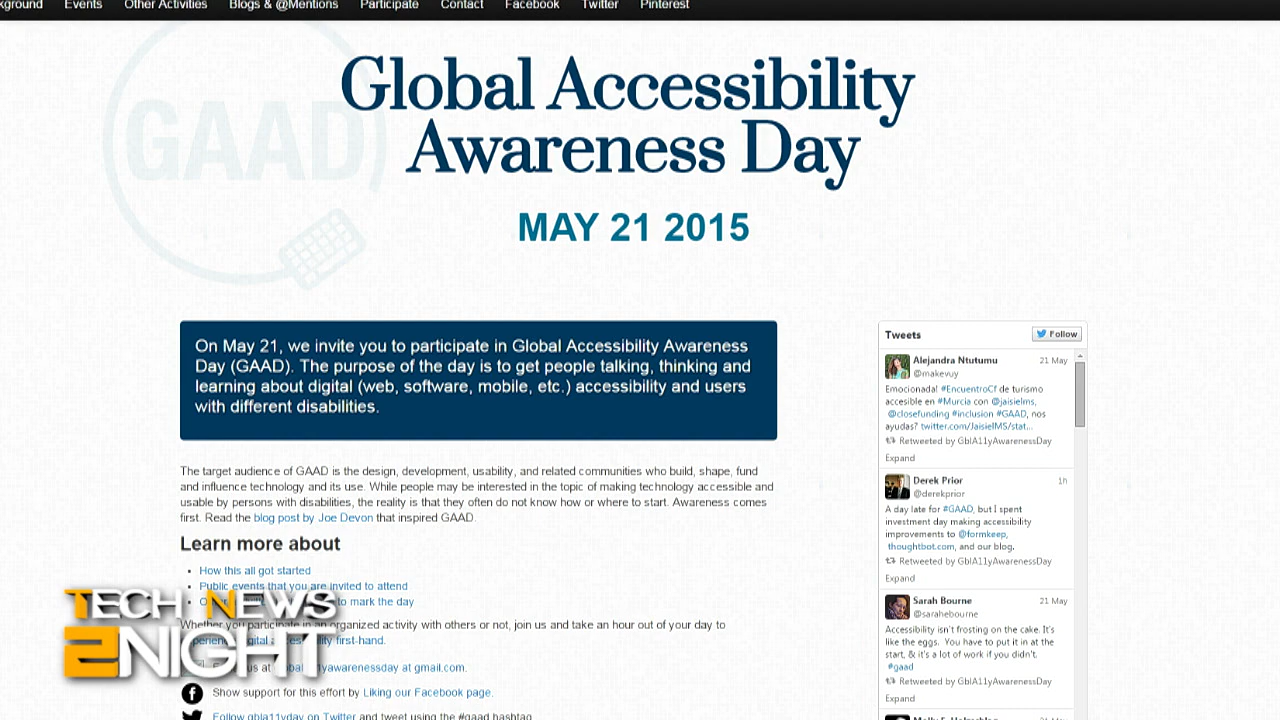 Events Other Activities Blogs & @Mentions Participate Contact Facebook Twitter Pinterest
GAAD
Global Accessibility
Awareness Day
MAY 21 2015
On May 21, we invite you to participate in Global Accessibility Awareness
Day (GAAD). The purpose of the day is to get people talking, thinking and
learning about digital (web, software, mobile, etc.) accessibility and users
with different disabilities.
The target audience of GAAD is the design, development, usability, and related communities who build, shape, fund
and influence technology and its use. While people may be interested in the topic of making technology accessible and
usable by persons with disabilities, the reality is that they often do not know how or where to start. Awareness comes
first. Read the blog post by Joe Devon that inspired GAAD.
Learn more about
How this all got started
Public events that you are invited to attend
to mark the day
Whether you participate in an organized activity with others or not, join us and take an hour out of your day to
first-hand.
us at at gmail.com.
Show support for this effort by Liking our Facebook page.
Follow gbla11yday on Twitter and tweet using the #gaad hashtag
TECH NEWS
2NIGHT
Tweets
Follow
Alejandra Ntutumu 21 May
@makevuy
Emocionada! #EncuentroCf de turismo
accesible en #Murcia con @jaisielms,
@closefunding #inclusion #GAAD, nos
ayudas? twitter.com/JaisielMS/stat...
Retweeted by GblA11yAwarenessDay
Expand
Derek Prior 1h
@derekprior
A day late for #GAAD, but I spent
investment day making accessibility
improvements to @formkeep,
thoughtbot.com, and our blog.
Retweeted by GblA11yAwarenessDay
Expand
Sarah Bourne 21 May
@sarahebourne
Accessibility isn't frosting on the cake. It's
like the eggs. You have to put it in at the
start, & it's a lot of work if you didn't.
#gaad
Retweeted by GblA11yAwarenessDay
Expand